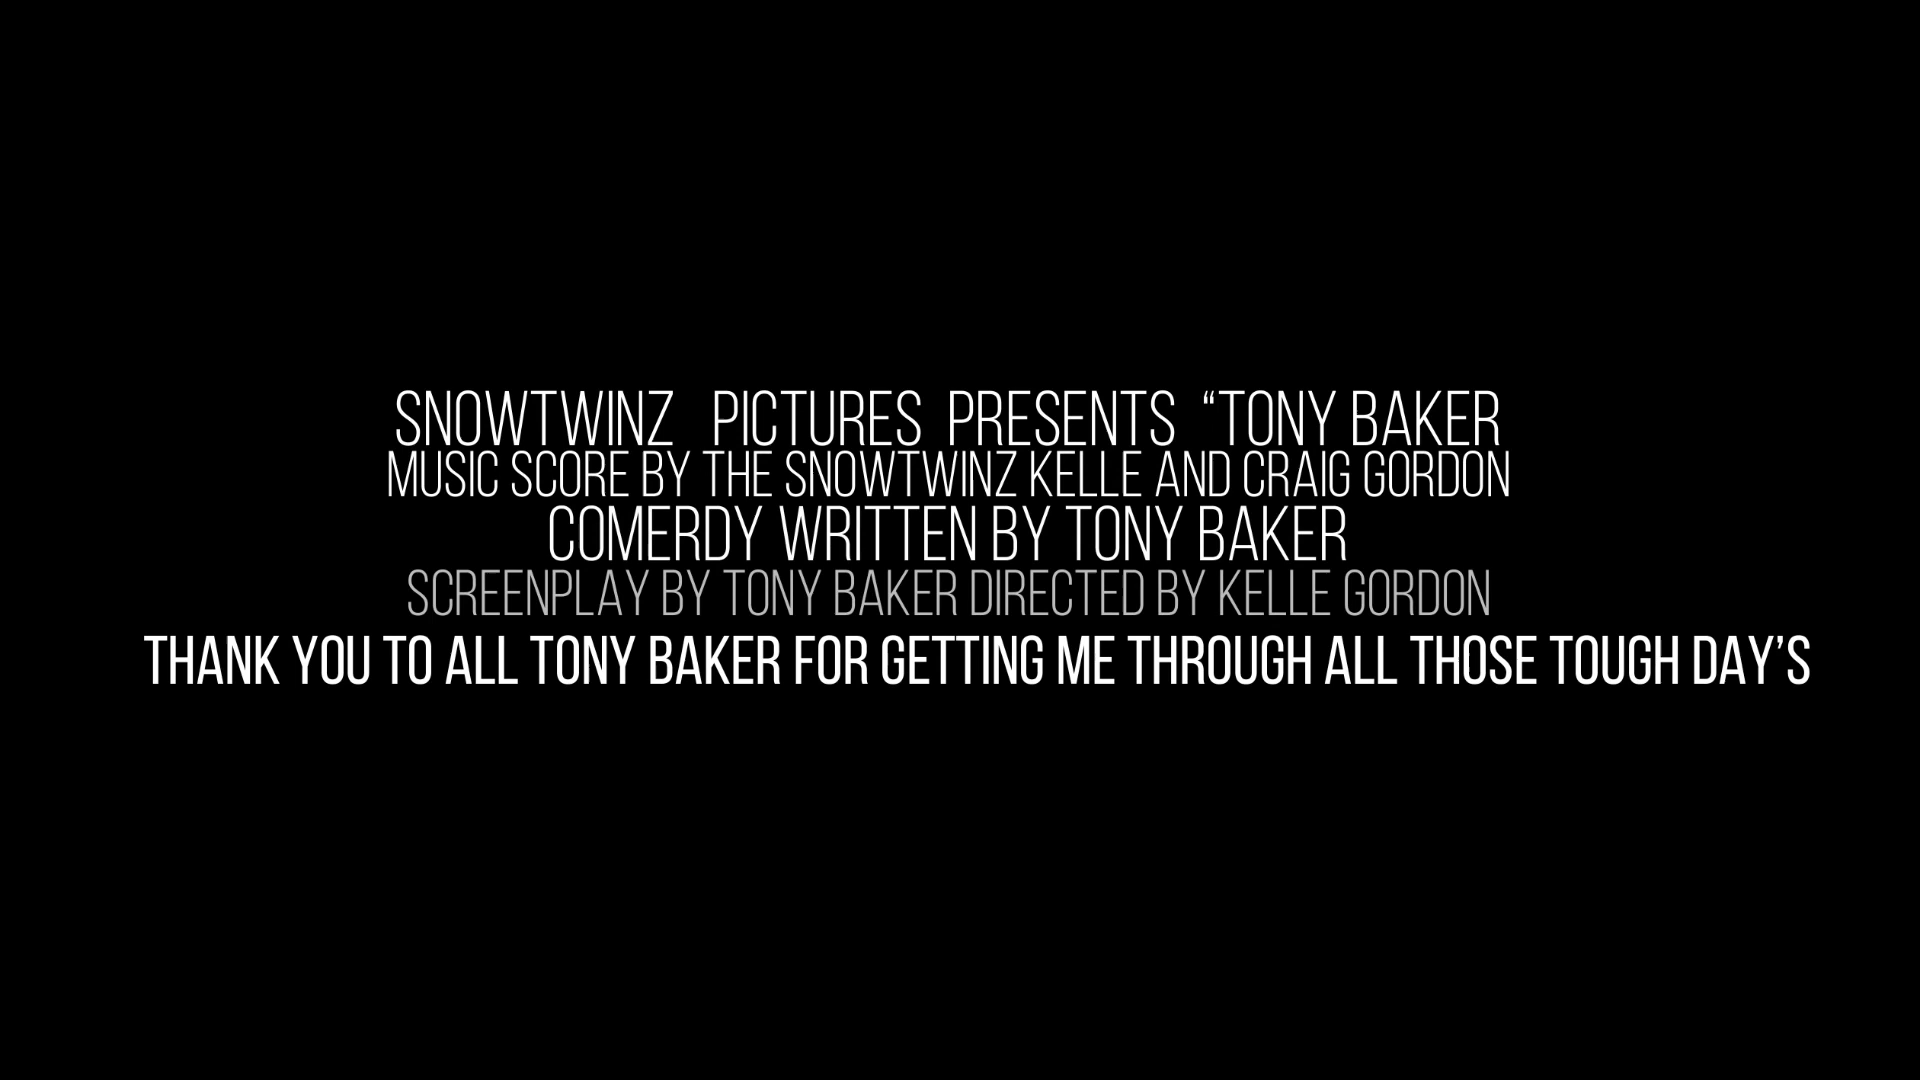 SNOWTWINZ PICTURES PRESENTS “TONY BAKER
MUSIC SCORE BY THE SNOWTWINZ KELLE AND CRAIG GORDON
COMERDY WRITTEN BY TONY BAKER
SCREENPLAY BY TONY BAKER DIRECTED BY KELLE GORDON
THANK YOU TO ALL TONY BAKER FOR GETTING ME THROUGH ALL THOSE TOUGH DAY’S